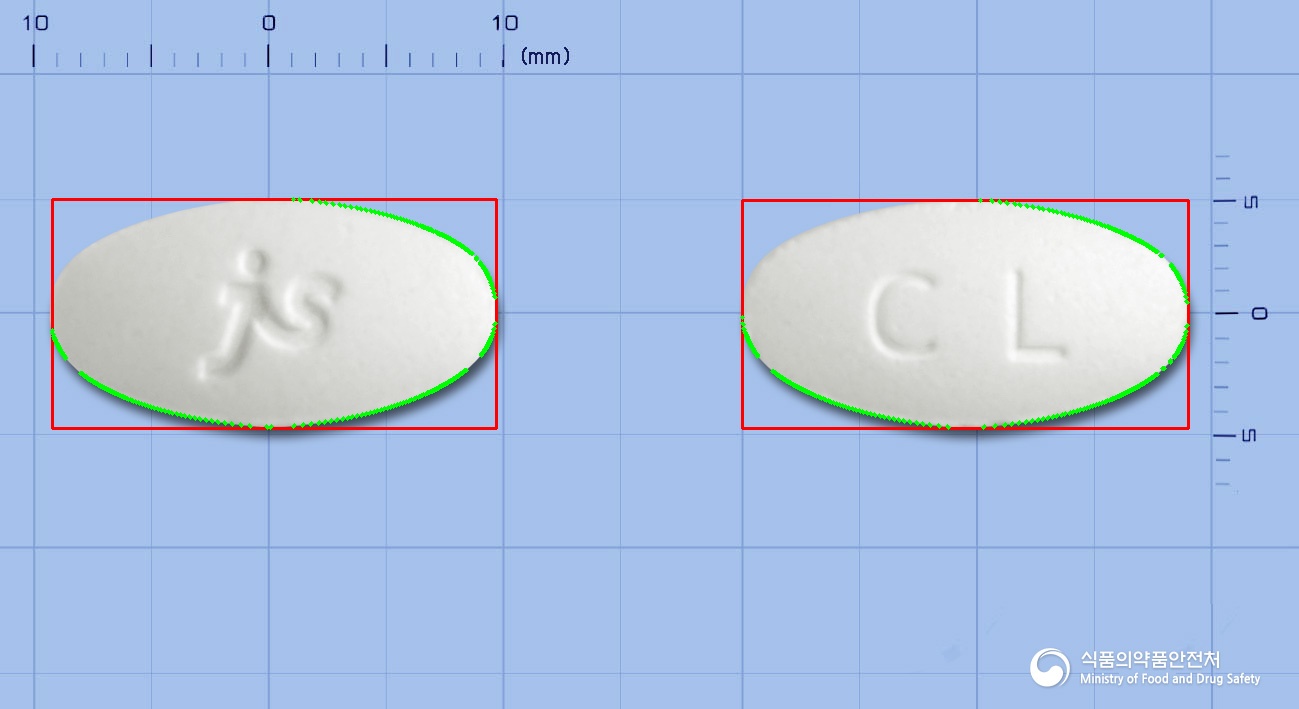 10 0 10
(mm)
js
C L
5
0
5
식품의약품안전처
Ministry of Food and Drug Safety